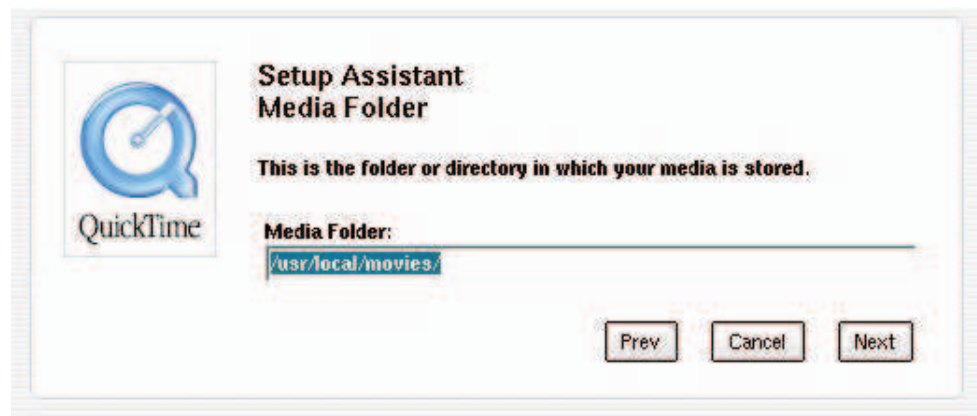 Setup Assistant
Media Folder
This is the folder or directory in which your media is stored.
QuickTime
Media Folder:
/usr/local/movies/
Prev Cancel Next